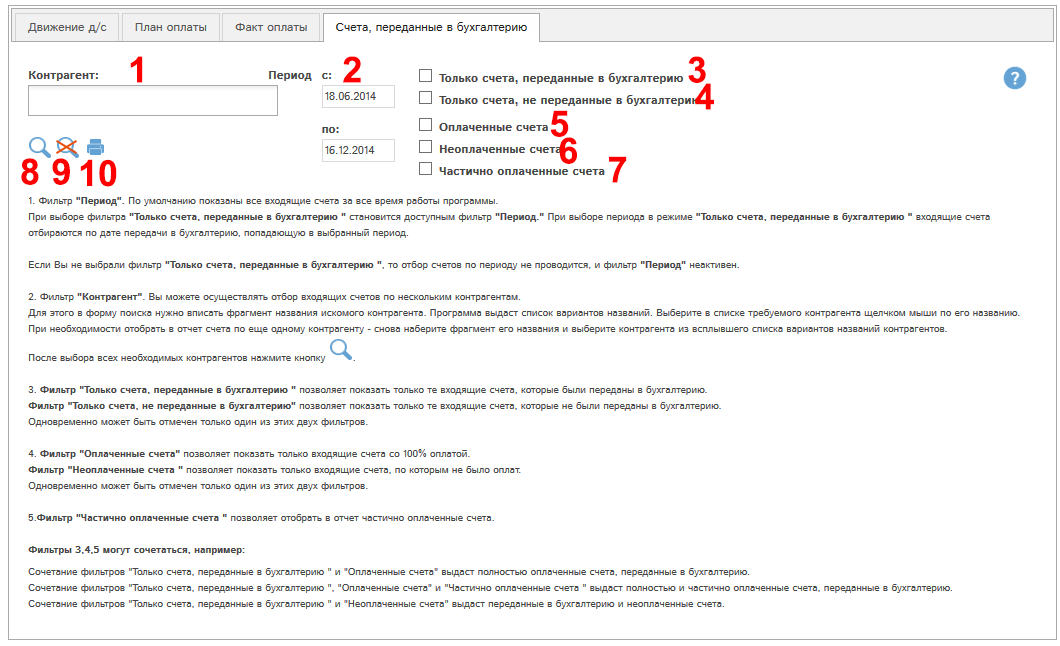 Движение д/с План оплаты Факт оплаты Счета, переданные в бухгалтерию
Контрагент: 1 Период с: 2
18.06.2014
по:
16.12.2014
Только счета, переданные в бухгалтерию 3
Только счета, не переданные в бухгалтерию 4
Оплаченные счета 5
Неоплаченные счета 6
Частично оплаченные счета 7
?
8 9 10
1. Фильтр "Период". По умолчанию показаны все входящие счета за все время работы программы.
При выборе фильтра "Только счета, переданные в бухгалтерию " становится доступным фильтр "Период." При выборе периода в режиме "Только счета, переданные в бухгалтерию " входящие счета
отбираются по дате передачи в бухгалтерию, попадающую в выбранный период.
Если Вы не выбрали фильтр "Только счета, переданные в бухгалтерию ", то отбор счетов по периоду не проводится, и фильтр "Период" неактивен.
2. Фильтр "Контрагент". Вы можете осуществлять отбор входящих счетов по нескольким контрагентам.
Для этого в форму поиска нужно вписать фрагмент названия искомого контрагента. Программа выдаст список вариантов названий. Выберите в списке требуемого контрагента щелчком мыши по его названию.
При необходимости отобрать в отчет счета по еще одному контрагенту - снова наберите фрагмент его названия и выберите контрагента из всплывшего списка вариантов названий контрагентов.
После выбора всех необходимых контрагентов нажмите кнопку .
3. Фильтр "Только счета, переданные в бухгалтерию " позволяет показать только те входящие счета, которые были переданы в бухгалтерию.
Фильтр "Только счета, не переданные в бухгалтерию" позволяет показать только те входящие счета, которые не были переданы в бухгалтерию.
Одновременно может быть отмечен только один из этих двух фильтров.
4. Фильтр "Оплаченные счета" позволяет показать только входящие счета со 100% оплатой.
Фильтр "Неоплаченные счета " позволяет показать только входящие счета, по которым не было оплат.
Одновременно может быть отмечен только один из этих двух фильтров.
5.Фильтр "Частично оплаченные счета " позволяет отобрать в отчет частично оплаченные счета.
Фильтры 3,4,5 могут сочетаться, например:
Сочетание фильтров "Только счета, переданные в бухгалтерию " и "Оплаченные счета" выдаст полностью оплаченные счета, переданные в бухгалтерию.
Сочетание фильтров "Только счета, переданные в бухгалтерию ", "Оплаченные счета" и "Частично оплаченные счета " выдаст полностью и частично оплаченные счета, переданные в бухгалтерию.
Сочетание фильтров "Только счета, переданные в бухгалтерию " и "Неоплаченные счета" выдаст переданные в бухгалтерию и неоплаченные счета.